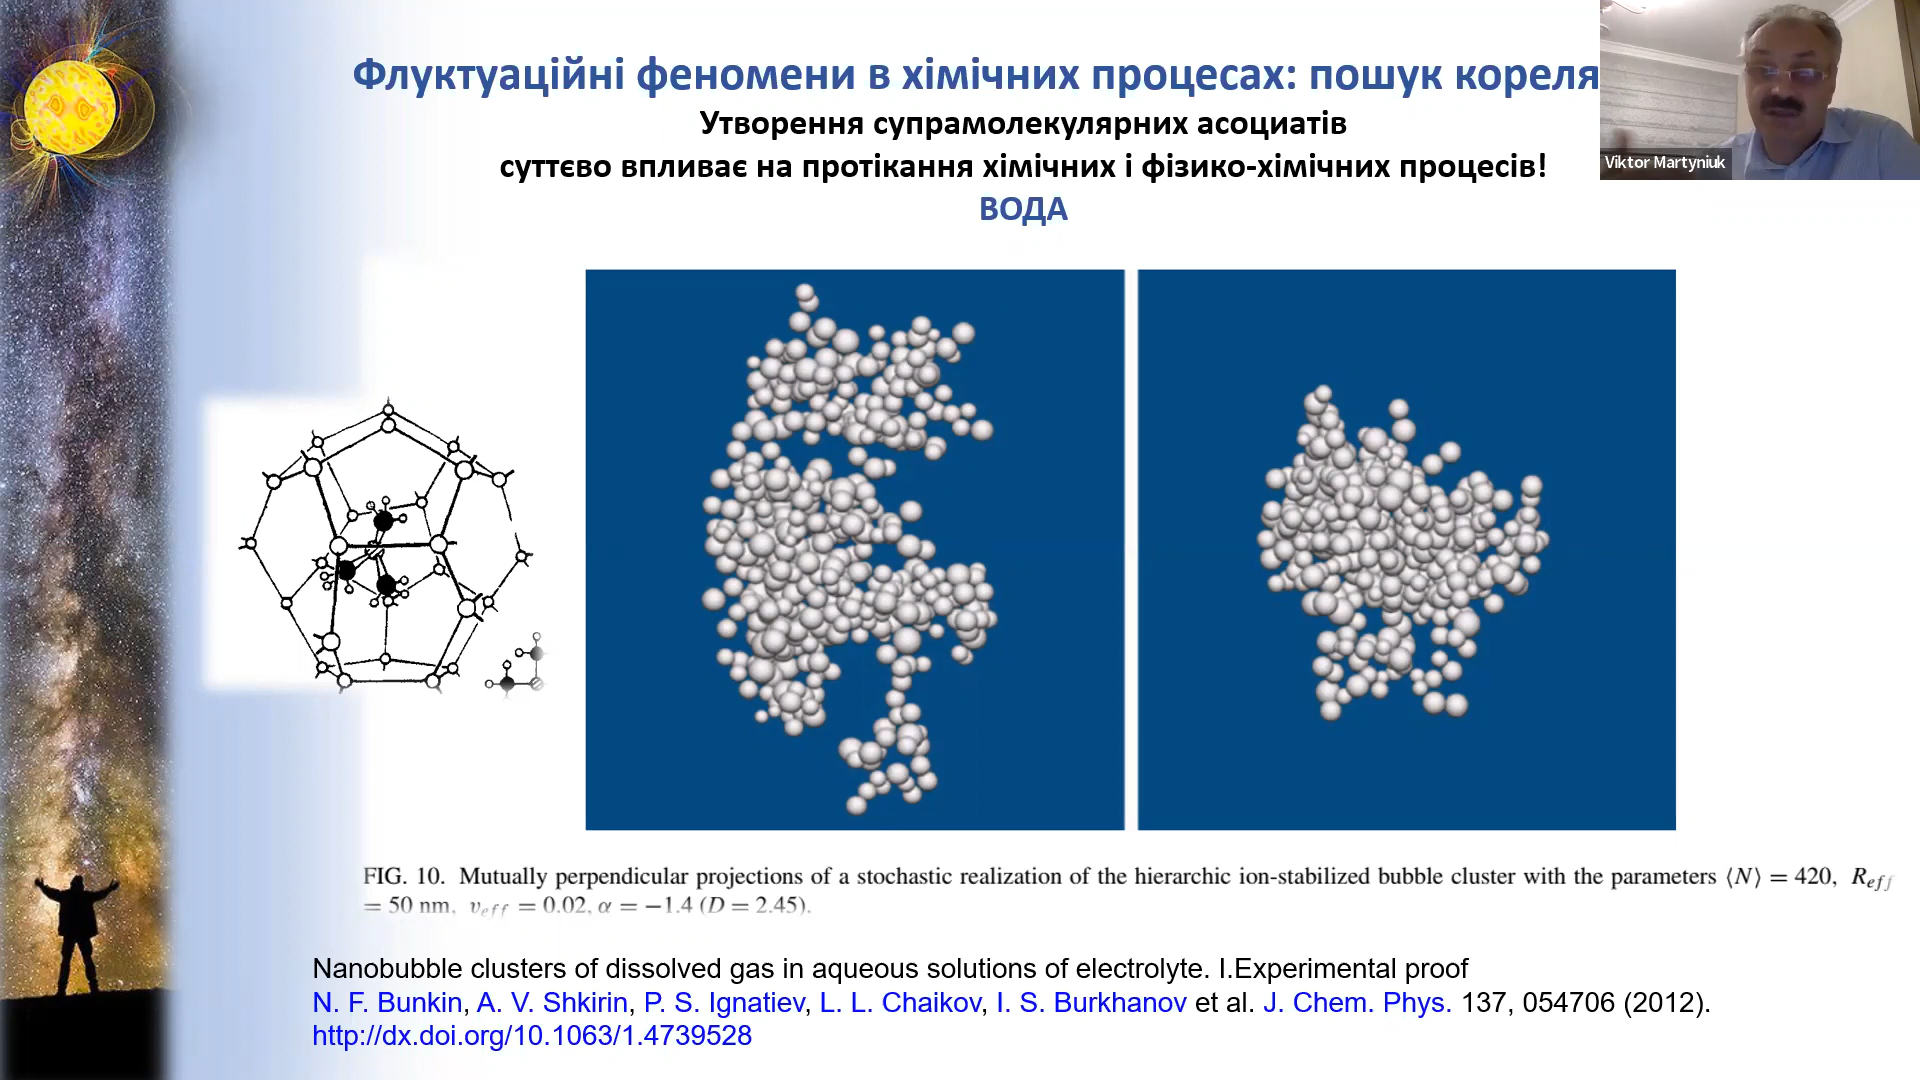 Флуктуаційні феномени в хімічних процесах: пошук кореля
Утворення супрамолекулярних асоциатів
суттєво впливає на протікання хімічних і фізико-хімічних процесів!
ВОДА
Viktor Martyniuk
FIG. 10. Mutually perpendicular projections of a stochastic realization of the hierarchic ion-stabilized bubble cluster with the parameters ⟨N⟩ = 420, R_eff
= 50 nm, v_eff = 0.02, α = −1.4 (D = 2.45).
Nanobubble clusters of dissolved gas in aqueous solutions of electrolyte. I.Experimental proof
N. F. Bunkin, A. V. Shkirin, P. S. Ignatiev, L. L. Chaikov, I. S. Burkhanov et al. J. Chem. Phys. 137, 054706 (2012).
http://dx.doi.org/10.1063/1.4739528